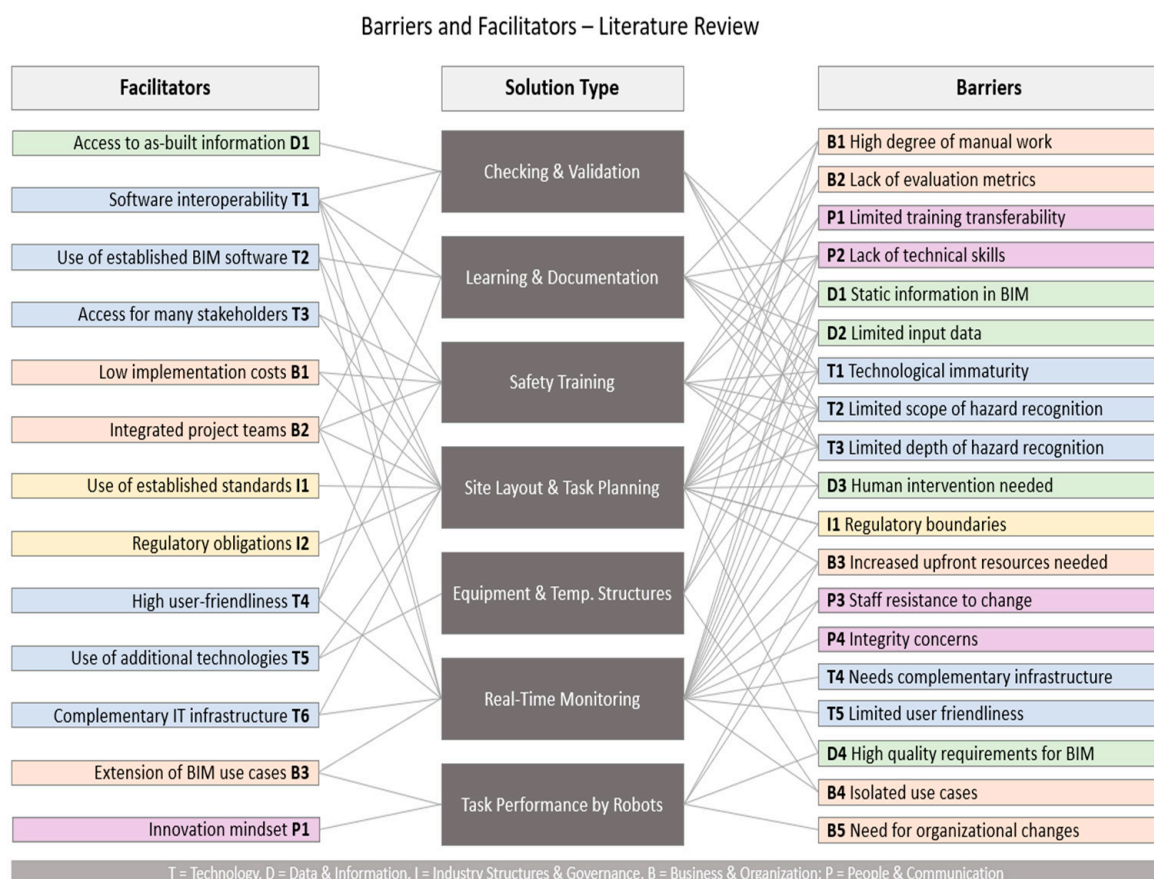 Barriers and Facilitators – Literature Review
Facilitators
Access to as-built information D1
Software interoperability T1
Use of established BIM software T2
Access for many stakeholders T3
Low implementation costs B1
Integrated project teams B2
Use of established standards I1
Regulatory obligations I2
High user-friendliness T4
Use of additional technologies T5
Complementary IT infrastructure T6
Extension of BIM use cases B3
Innovation mindset P1
Solution Type
Checking & Validation
Learning & Documentation
Safety Training
Site Layout & Task Planning
Equipment & Temp. Structures
Real-Time Monitoring
Task Performance by Robots
Barriers
B1 High degree of manual work
B2 Lack of evaluation metrics
P1 Limited training transferability
P2 Lack of technical skills
D1 Static information in BIM
D2 Limited input data
T1 Technological immaturity
T2 Limited scope of hazard recognition
T3 Limited depth of hazard recognition
D3 Human intervention needed
I1 Regulatory boundaries
B3 Increased upfront resources needed
P3 Staff resistance to change
P4 Integrity concerns
T4 Needs complementary infrastructure
T5 Limited user friendliness
D4 High quality requirements for BIM
B4 Isolated use cases
B5 Need for organizational changes
T = Technology, D = Data & Information, I = Industry Structures & Governance, B = Business & Organization; P = People & Communication